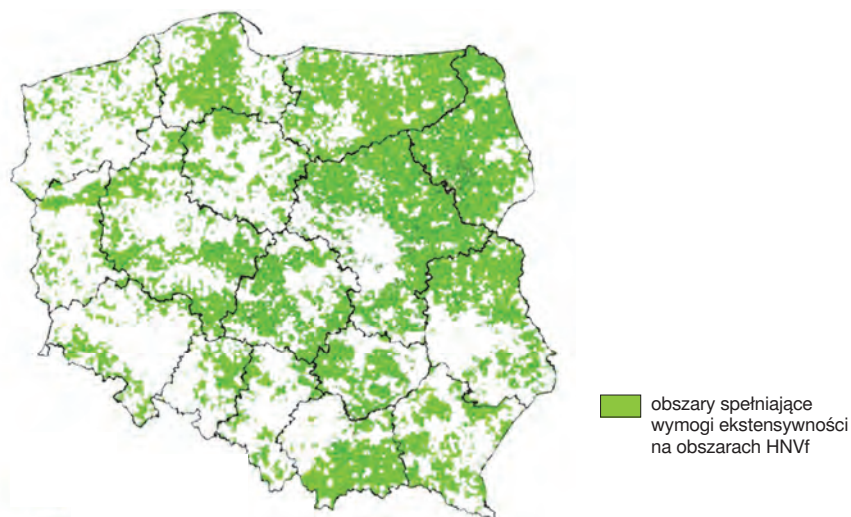 obszary spełniające
wymogi ekstensywności
na obszarach HNVf